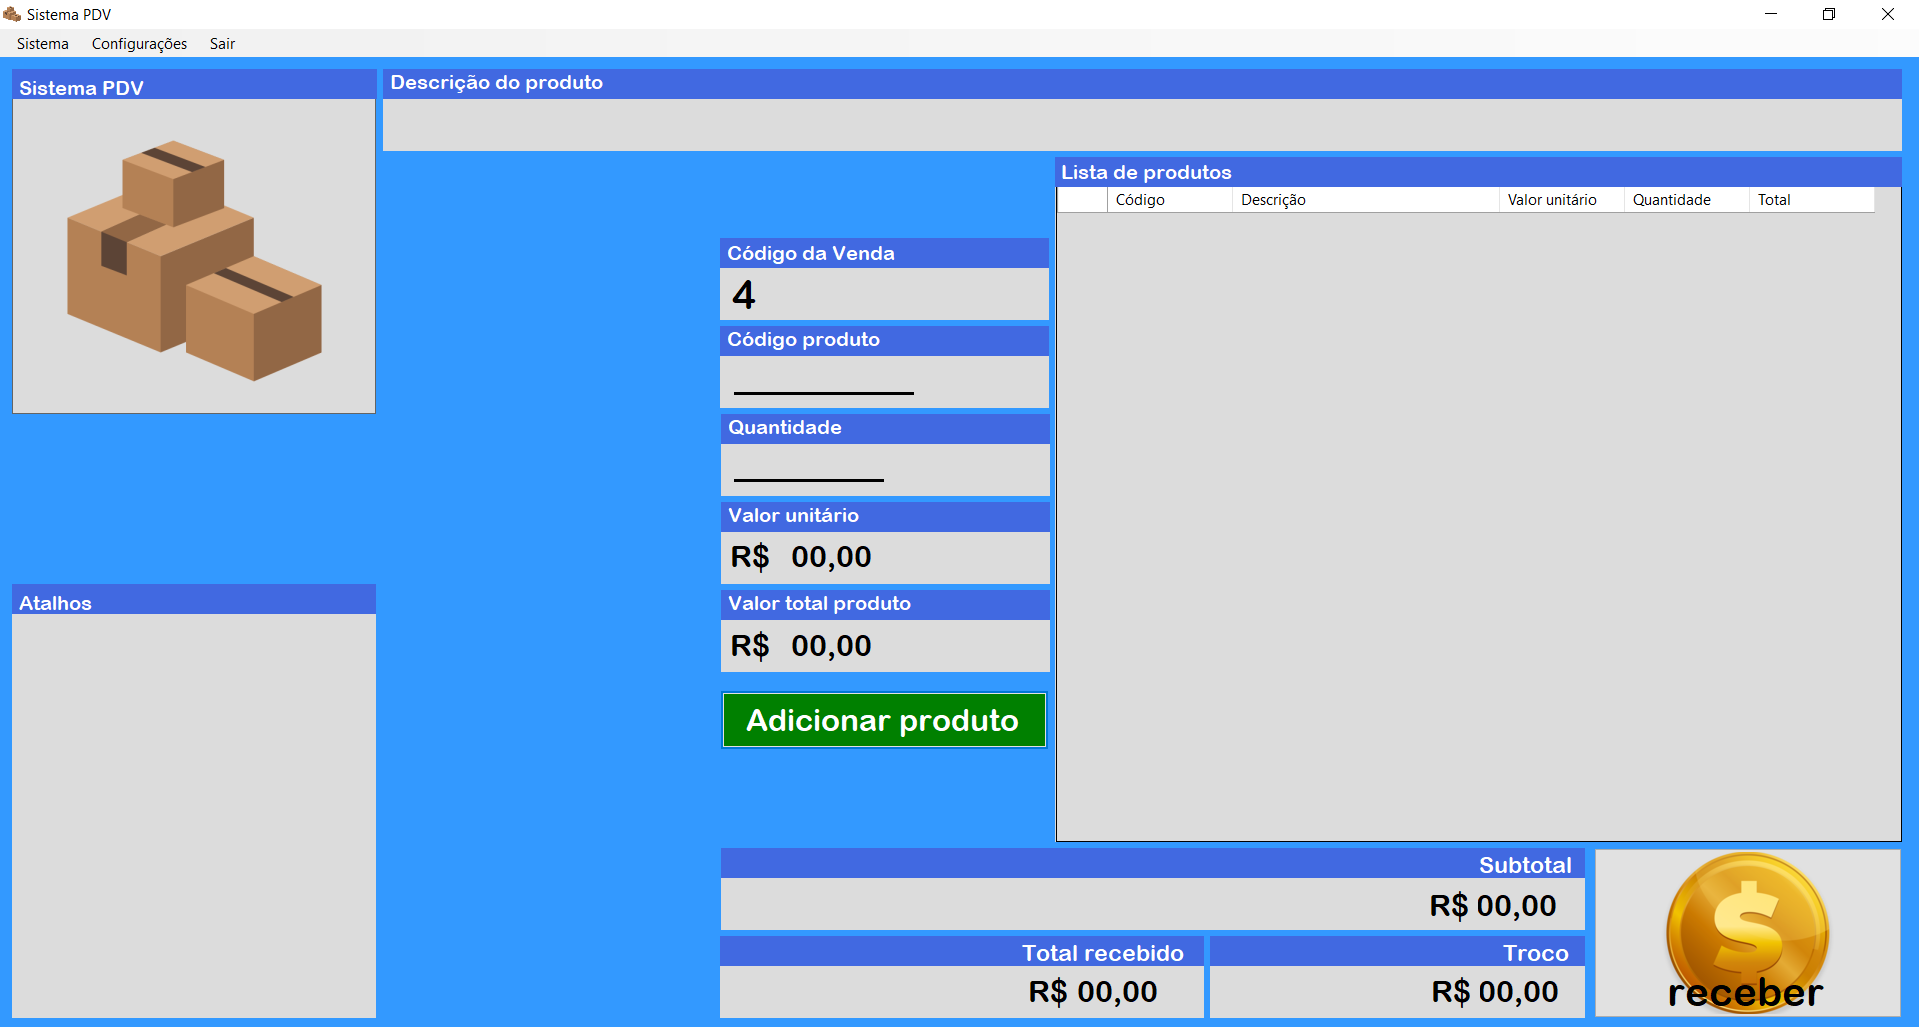 Sistema PDV
Sistema Configurações Sair
Sistema PDV
Descrição do produto
Lista de produtos
Código Descrição Valor unitário Quantidade Total
Código da Venda
4
Código produto
Quantidade
Valor unitário
R$ 00,00
Valor total produto
R$ 00,00
Adicionar produto
Atalhos
Subtotal
R$ 00,00
Total recebido
R$ 00,00
Troco
R$ 00,00
$
receber